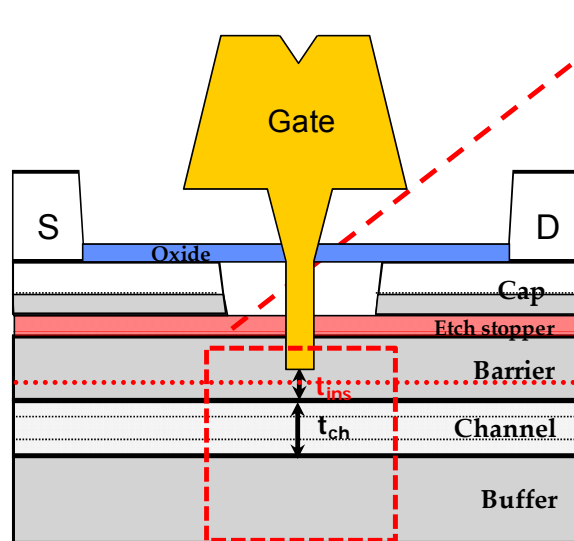 Gate
S
D
Oxide
Cap
Etch stopper
Barrier
tins
tch
Channel
Buffer